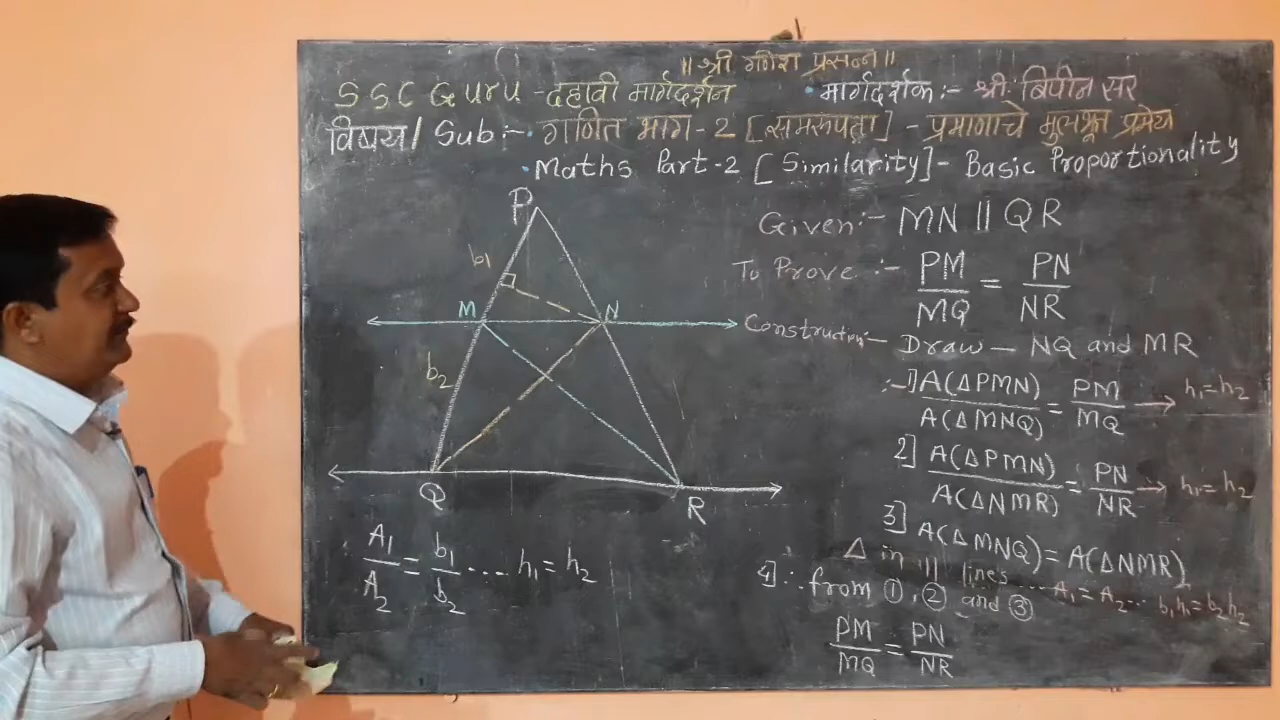 ॥ श्री गणेश प्रसन्न ॥
SSC Guru - दहावी मार्गदर्शन • मार्गदर्शक :- श्री. बिपीन सर
विषय / Sub :- • गणित भाग - 2 [समरूपता] - प्रमाणाचे मुलभूत प्रमेय
• Maths Part-2 [Similarity] - Basic Proportionality
P
b1
M
N
b2
Q
R
A1/A2 = b1/b2 .... h1 = h2
Given :- MN || QR
To Prove :- PM/MQ = PN/NR
Construction - Draw - NQ and MR
:- 1] A(ΔPMN)/A(ΔMNQ) = PM/MQ → h1=h2
2] A(ΔPMN)/A(ΔNMR) = PN/NR → h1=h2
3] A(ΔMNQ) = A(ΔNMR)
Δ in || lines ... A1 = A2 ... b1h1 = b2h2
4] ∴ from ①, ② and ③
PM/MQ = PN/NR